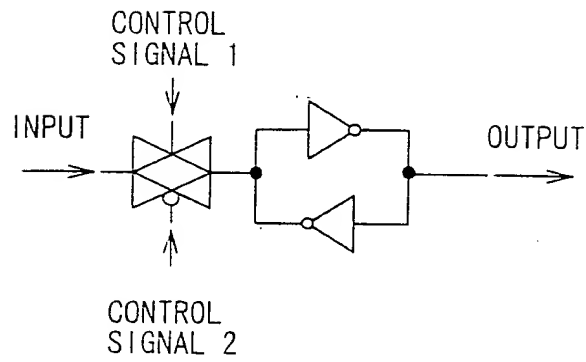 CONTROL
SIGNAL 1
INPUT
OUTPUT
CONTROL
SIGNAL 2